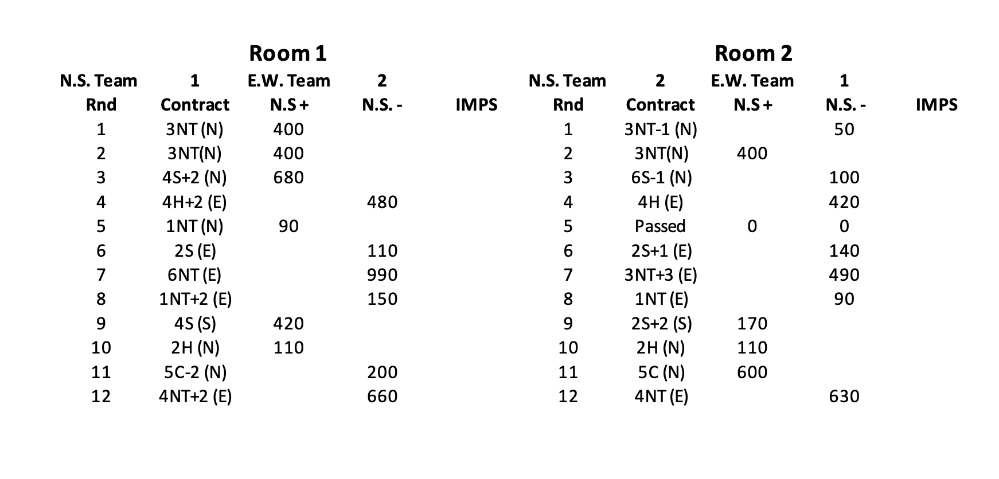 Room 1 Room 2
N.S. Team 1 E.W. Team 2 N.S. Team 2 E.W. Team 1
Rnd Contract N.S + N.S. - IMPS Rnd Contract N.S + N.S. - IMPS
1 3NT (N) 400 1 3NT-1 (N) 50
2 3NT(N) 400 2 3NT(N) 400
3 4S+2 (N) 680 3 6S-1 (N) 100
4 4H+2 (E) 480 4 4H (E) 420
5 1NT (N) 90 5 Passed 0 0
6 2S (E) 110 6 2S+1 (E) 140
7 6NT (E) 990 7 3NT+3 (E) 490
8 1NT+2 (E) 150 8 1NT (E) 90
9 4S (S) 420 9 2S+2 (S) 170
10 2H (N) 110 10 2H (N) 110
11 5C-2 (N) 200 11 5C (N) 600
12 4NT+2 (E) 660 12 4NT (E) 630